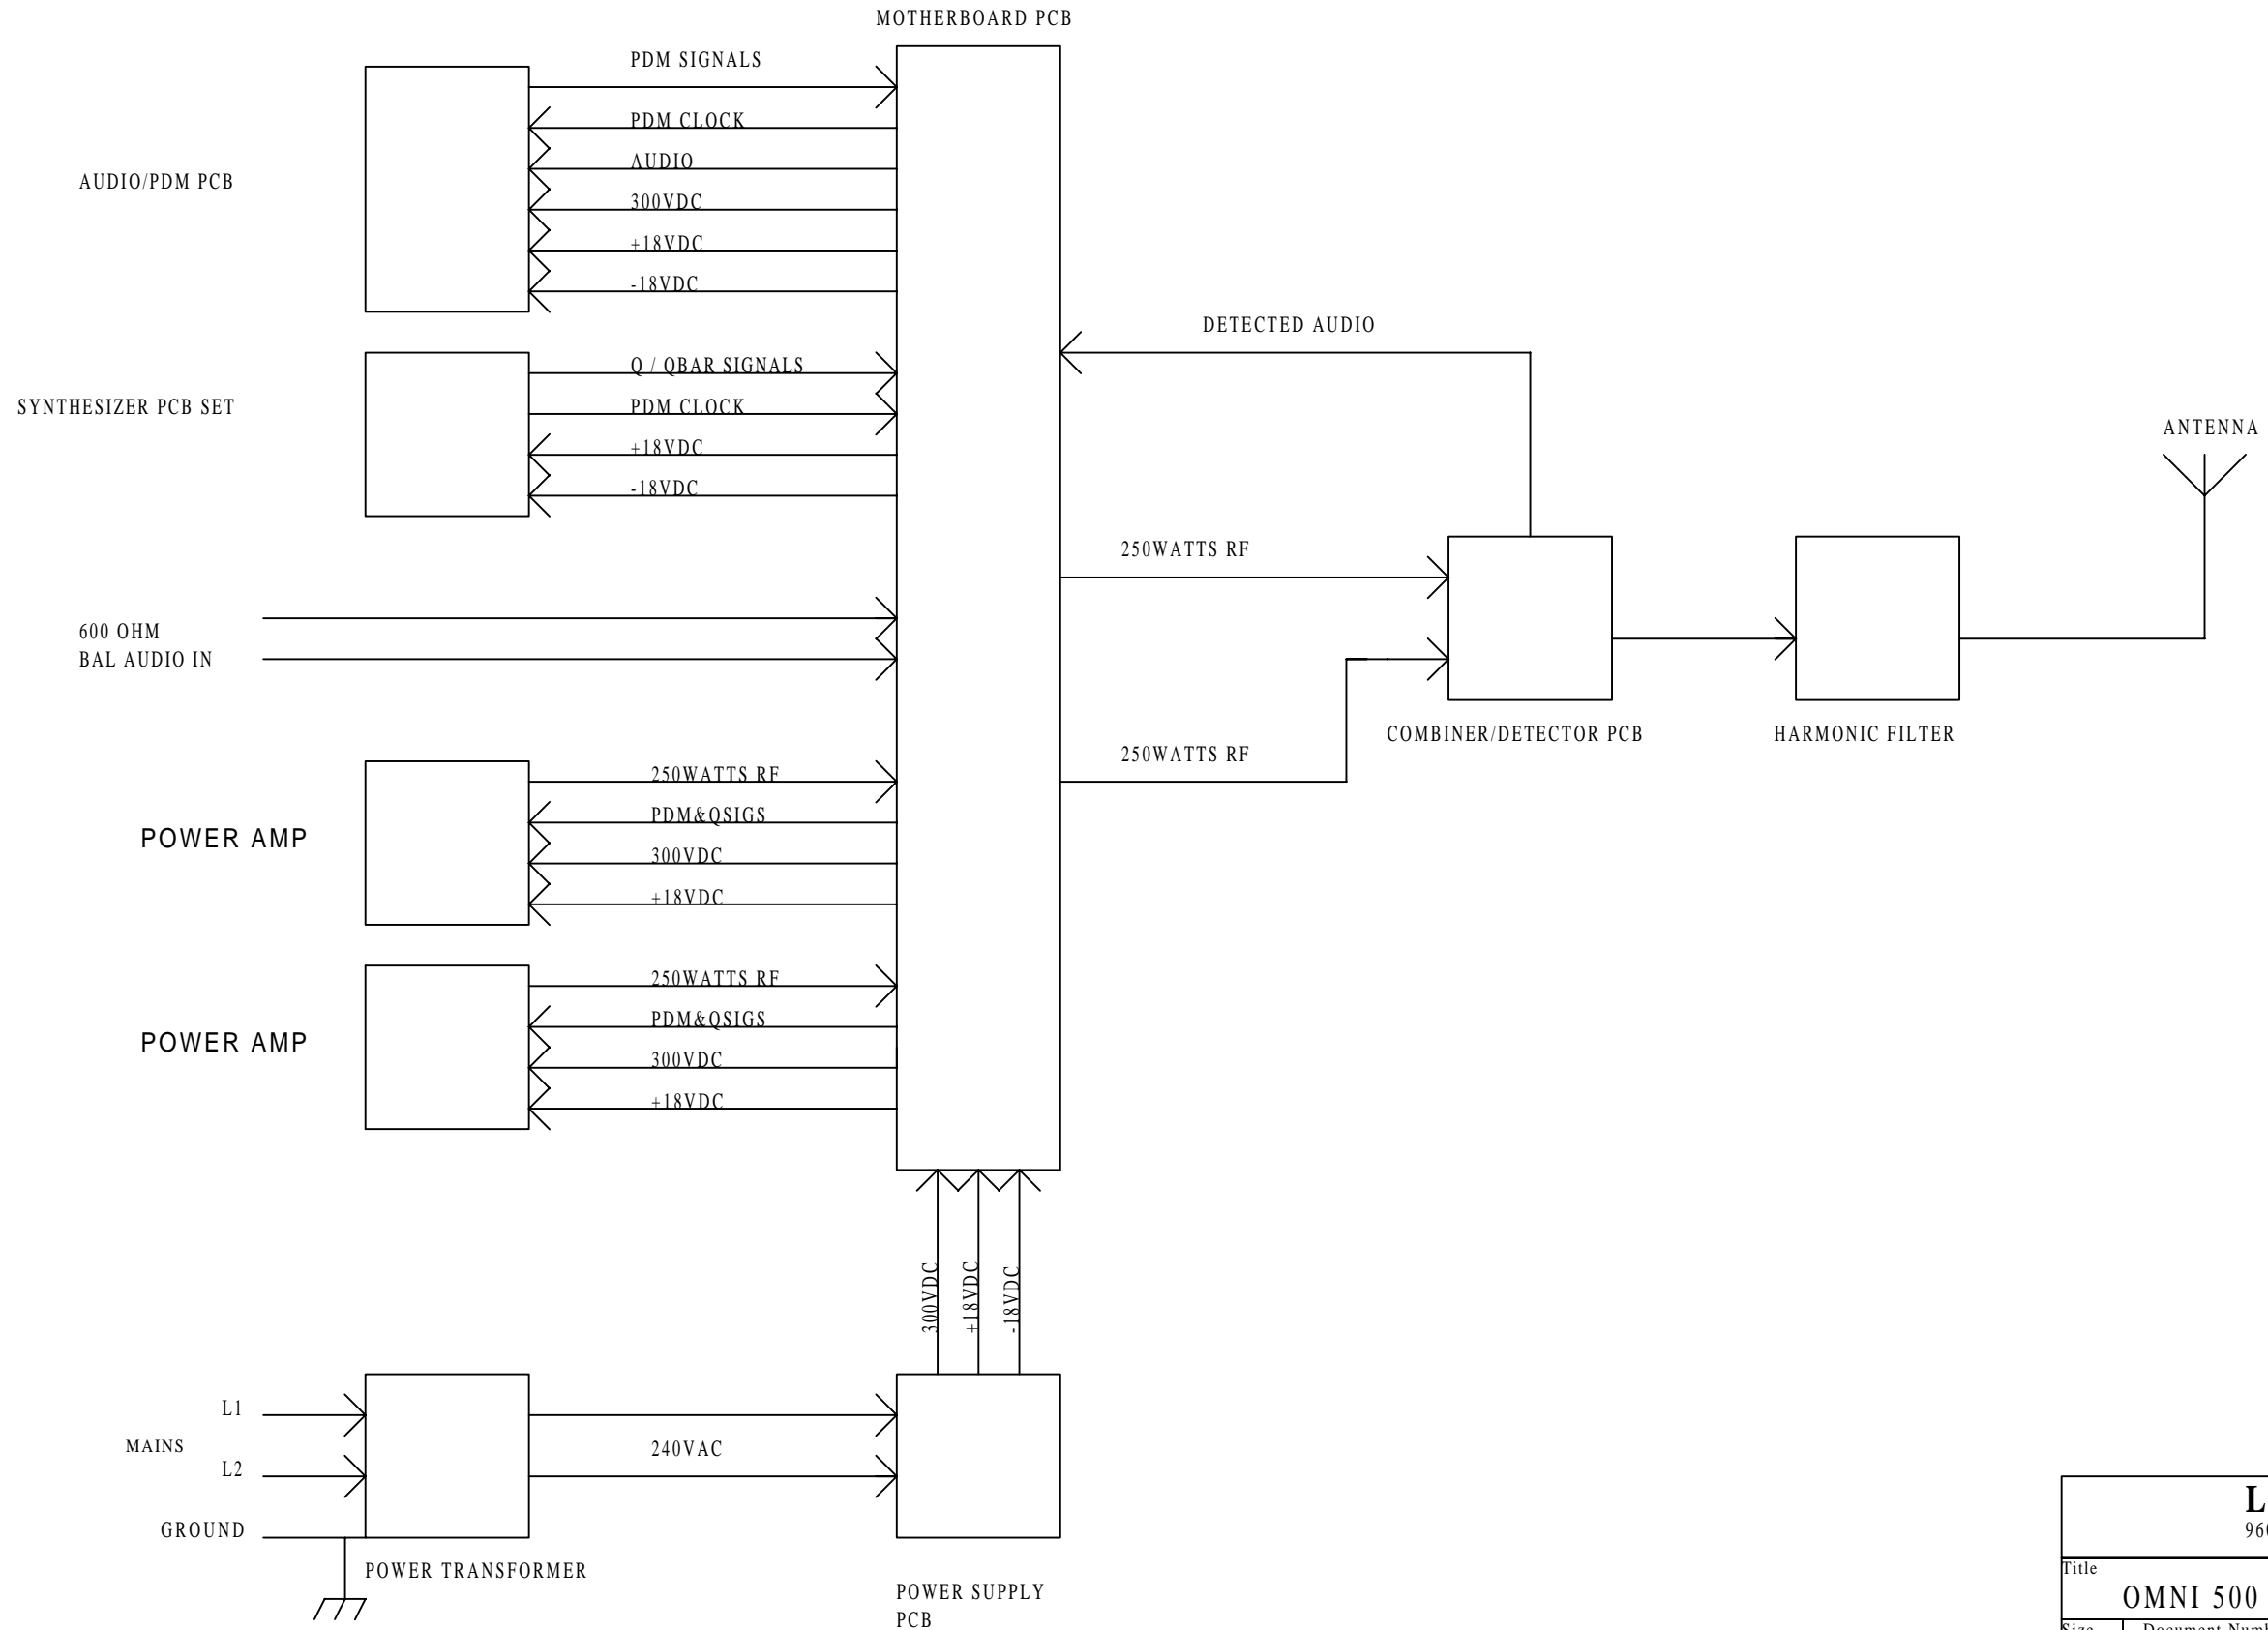 MOTHERBOARD PCB
PDM SIGNALS
PDM CLOCK
AUDIO
300VDC
+18VDC
-18VDC
AUDIO/PDM PCB
DETECTED AUDIO
Q / QBAR SIGNALS
PDM CLOCK
+18VDC
-18VDC
SYNTHESIZER PCB SET
ANTENNA
250WATTS RF
600 OHM
BAL AUDIO IN
COMBINER/DETECTOR PCB
HARMONIC FILTER
250WATTS RF
250WATTS RF
PDM&QSIGS
300VDC
+18VDC
POWER AMP
250WATTS RF
PDM&QSIGS
300VDC
+18VDC
POWER AMP
300VDC
+18VDC
-18VDC
L1
MAINS
L2
GROUND
240VAC
POWER TRANSFORMER
POWER SUPPLY
PCB
L
960
Title
OMNI 500
Size